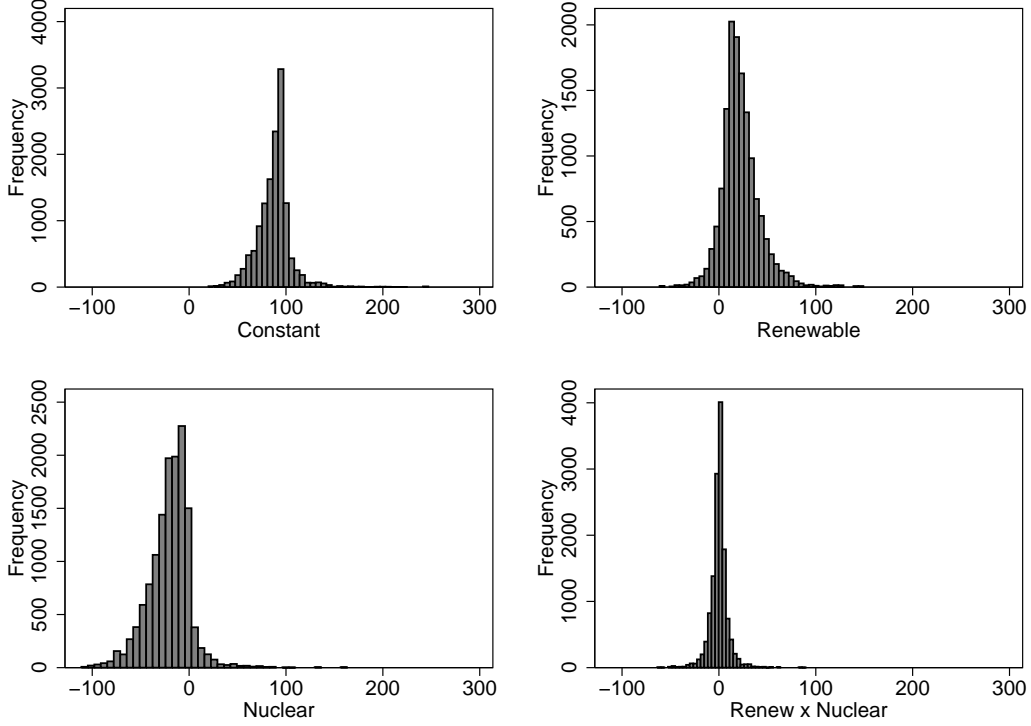 Frequency
0 1000 2000 3000 4000
−100 0 100 200 300
Constant
Frequency
0 500 1000 1500 2000
−100 0 100 200 300
Renewable
Frequency
0 500 1000 1500 2000 2500
−100 0 100 200 300
Nuclear
Frequency
0 1000 2000 3000 4000
−100 0 100 200 300
Renew x Nuclear